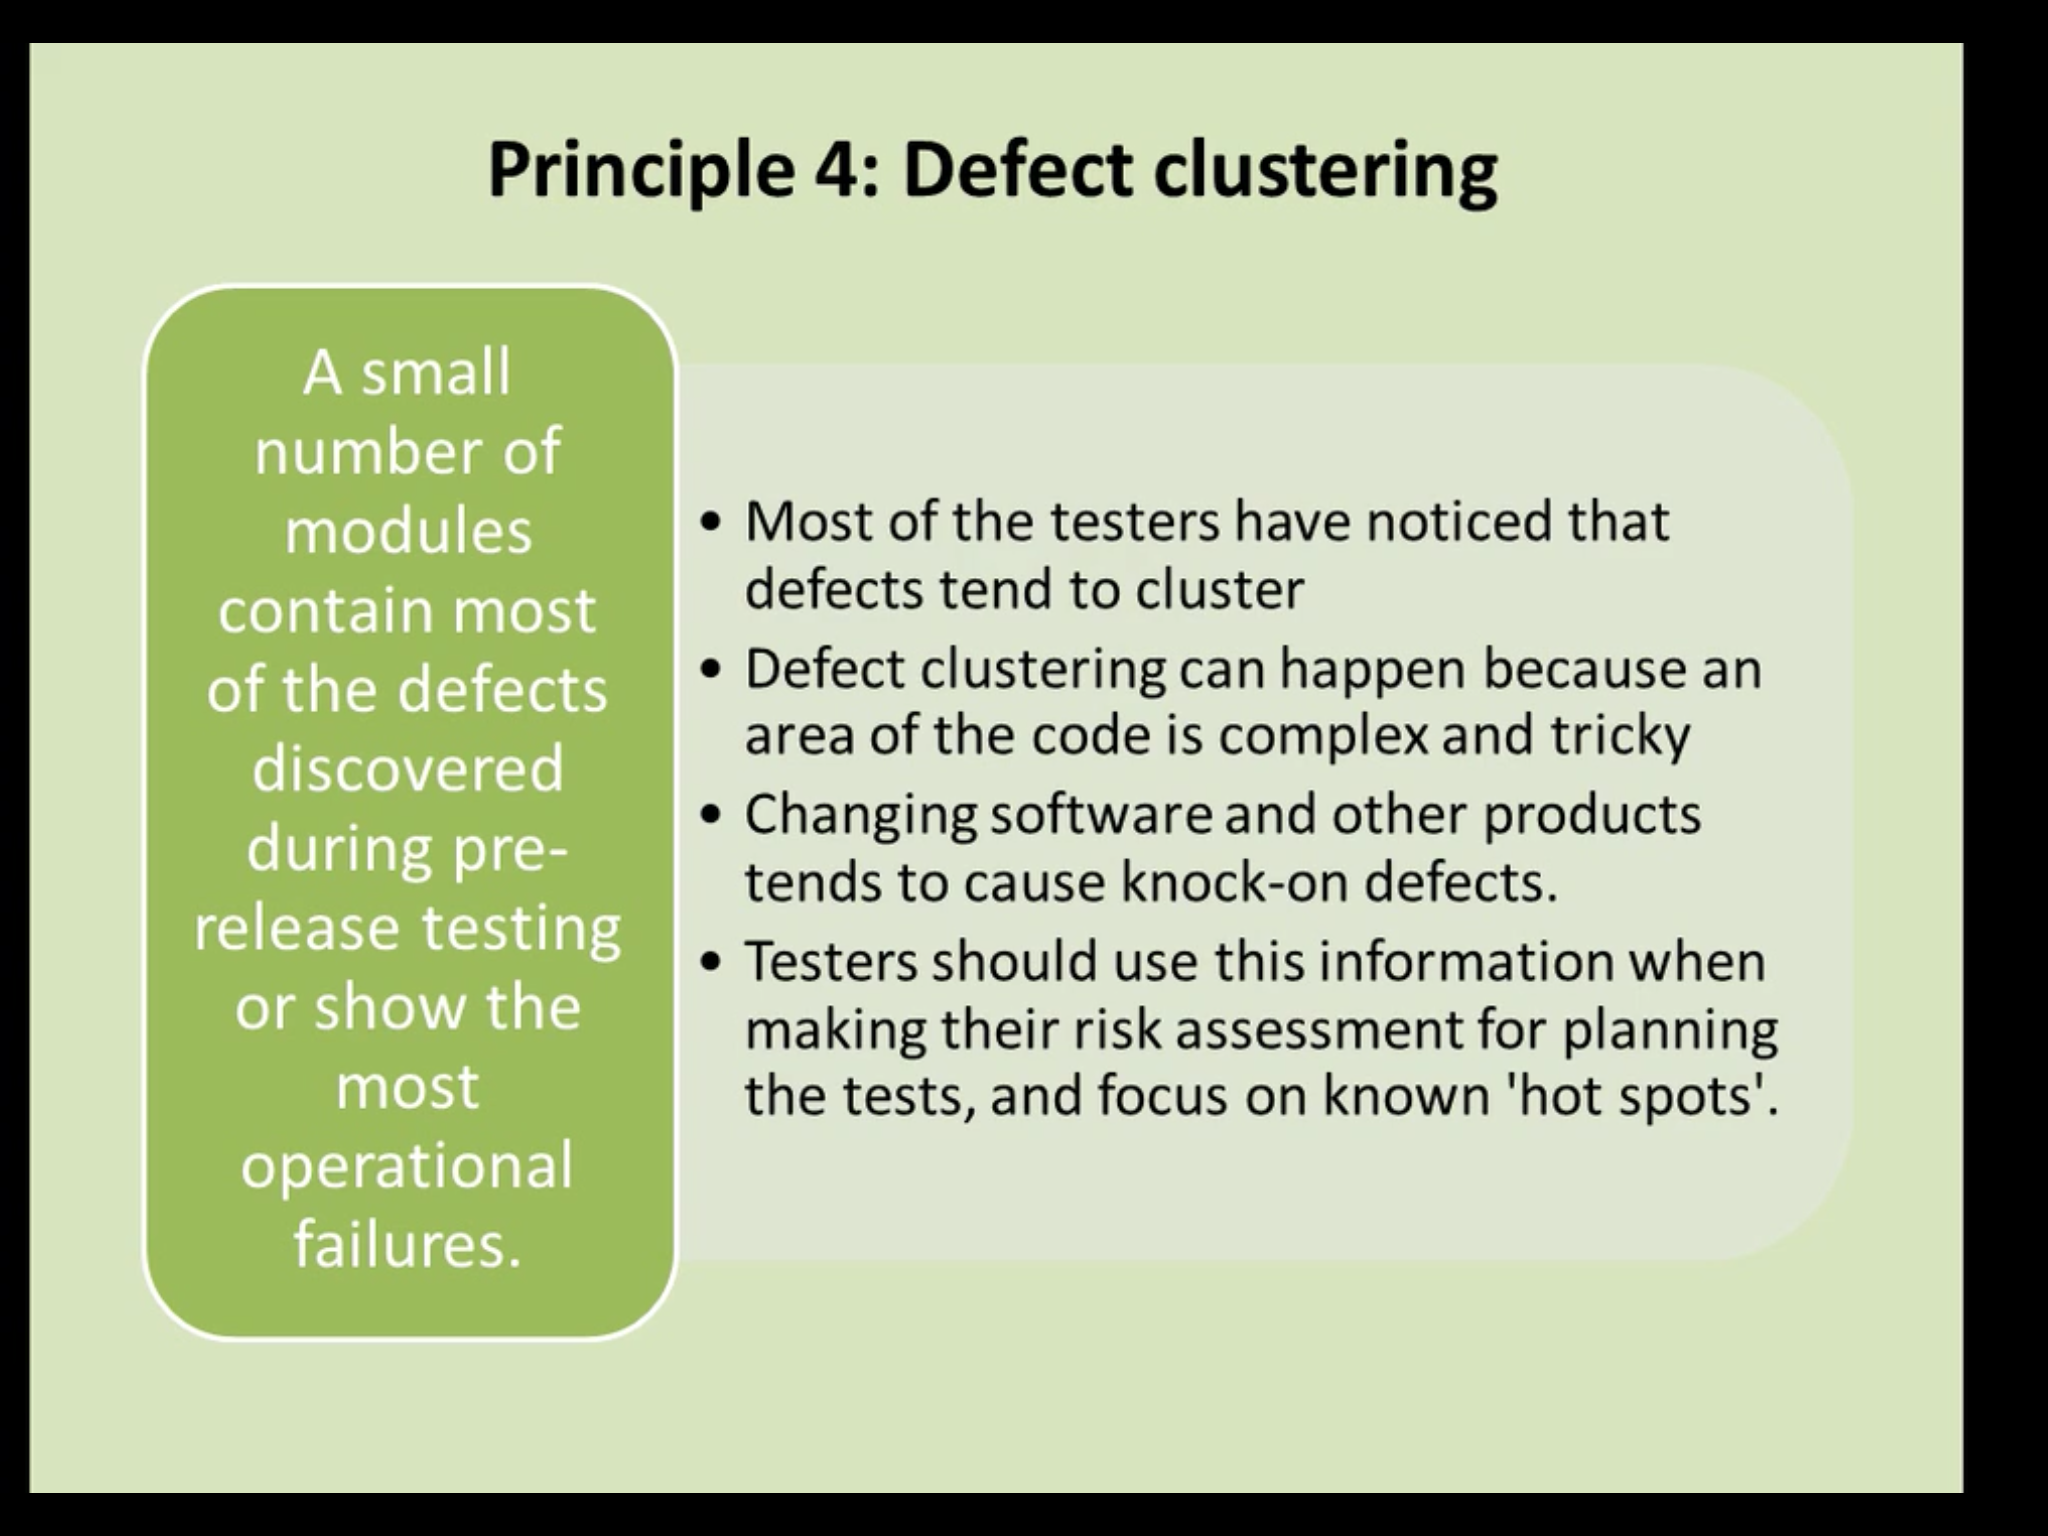 Principle 4: Defect clustering
A small
number of
modules
contain most
of the defects
discovered
during pre-
release testing
or show the
most
operational
failures.
• Most of the testers have noticed that
defects tend to cluster
• Defect clustering can happen because an
area of the code is complex and tricky
• Changing software and other products
tends to cause knock-on defects.
• Testers should use this information when
making their risk assessment for planning
the tests, and focus on known 'hot spots'.